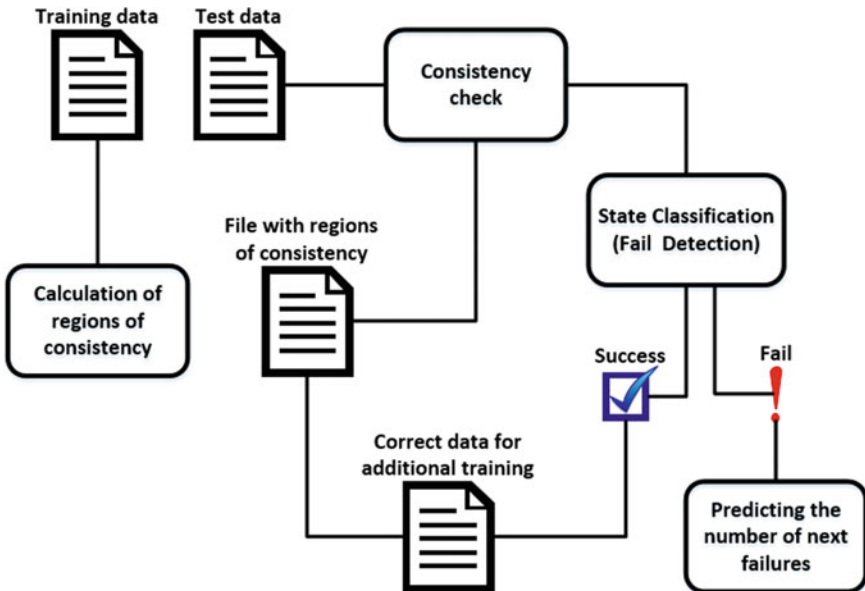 Training data
Test data
Consistency
check
State Classification
(Fail Detection)
File with regions
of consistency
Calculation of
regions of
consistency
Success
Fail
Correct data for
additional training
Predicting the
number of next
failures